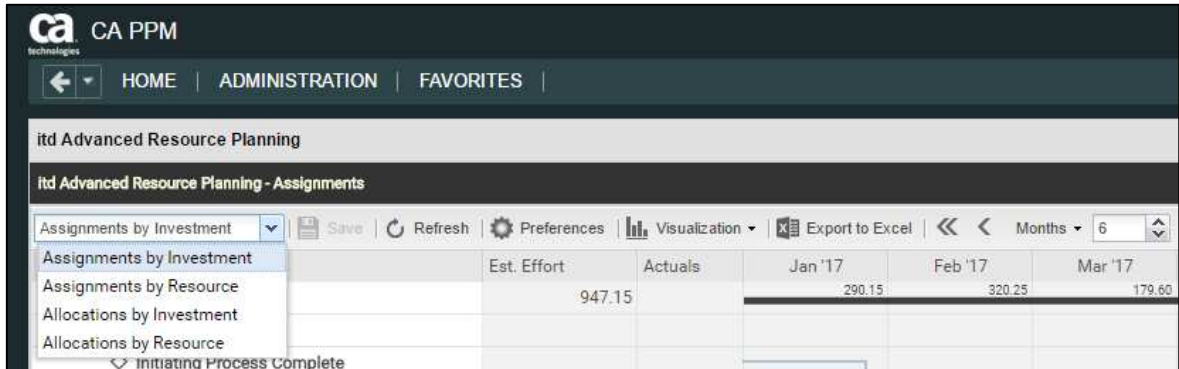 ca CA PPM
technologies
HOME | ADMINISTRATION | FAVORITES |
itd Advanced Resource Planning
itd Advanced Resource Planning - Assignments
Assignments by Investment | Save | Refresh | Preferences | Visualization | Export to Excel | Months 6
Assignments by Investment
Assignments by Resource
Allocations by Investment
Allocations by Resource
Est. Effort Actuals Jan '17 Feb '17 Mar '17
947.15 290.15 320.25 179.60
Initiating Process Complete